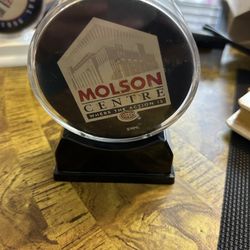 MOLSON
CENTRE
WHERE THE ACTION IS